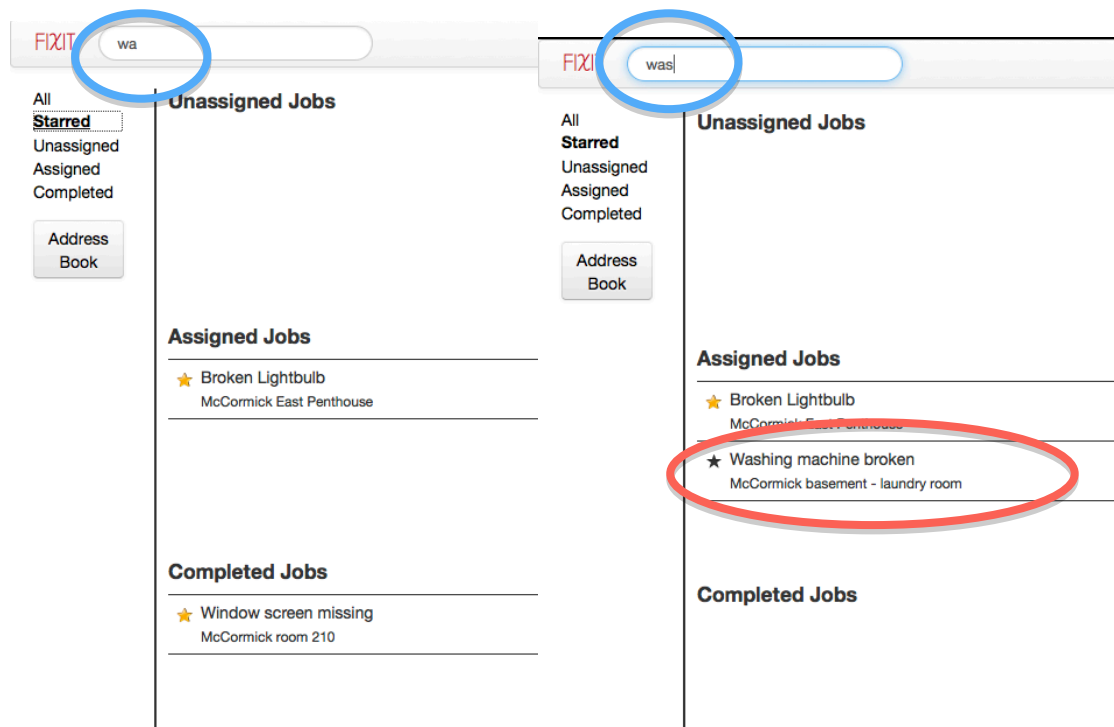 FIXIT wa
All
Starred
Unassigned
Assigned
Completed
Address
Book
Unassigned Jobs
Assigned Jobs
Broken Lightbulb
McCormick East Penthouse
Completed Jobs
Window screen missing
McCormick room 210
FIXI was
All
Starred
Unassigned
Assigned
Completed
Address
Book
Unassigned Jobs
Assigned Jobs
Broken Lightbulb
McCormick East Penthouse
Washing machine broken
McCormick basement - laundry room
Completed Jobs